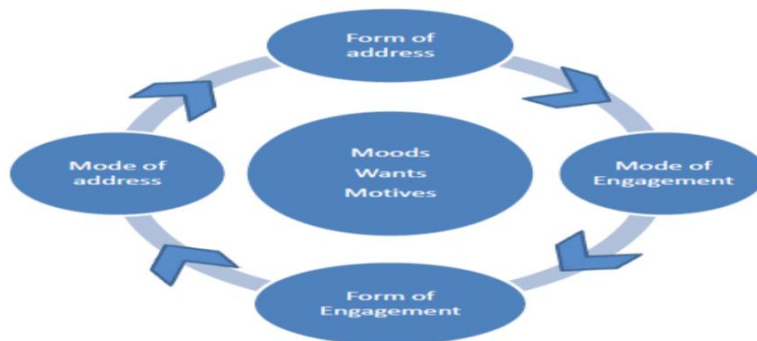 Form of
address
Mode of
address
Moods
Wants
Motives
Mode of
Engagement
Form of
Engagement